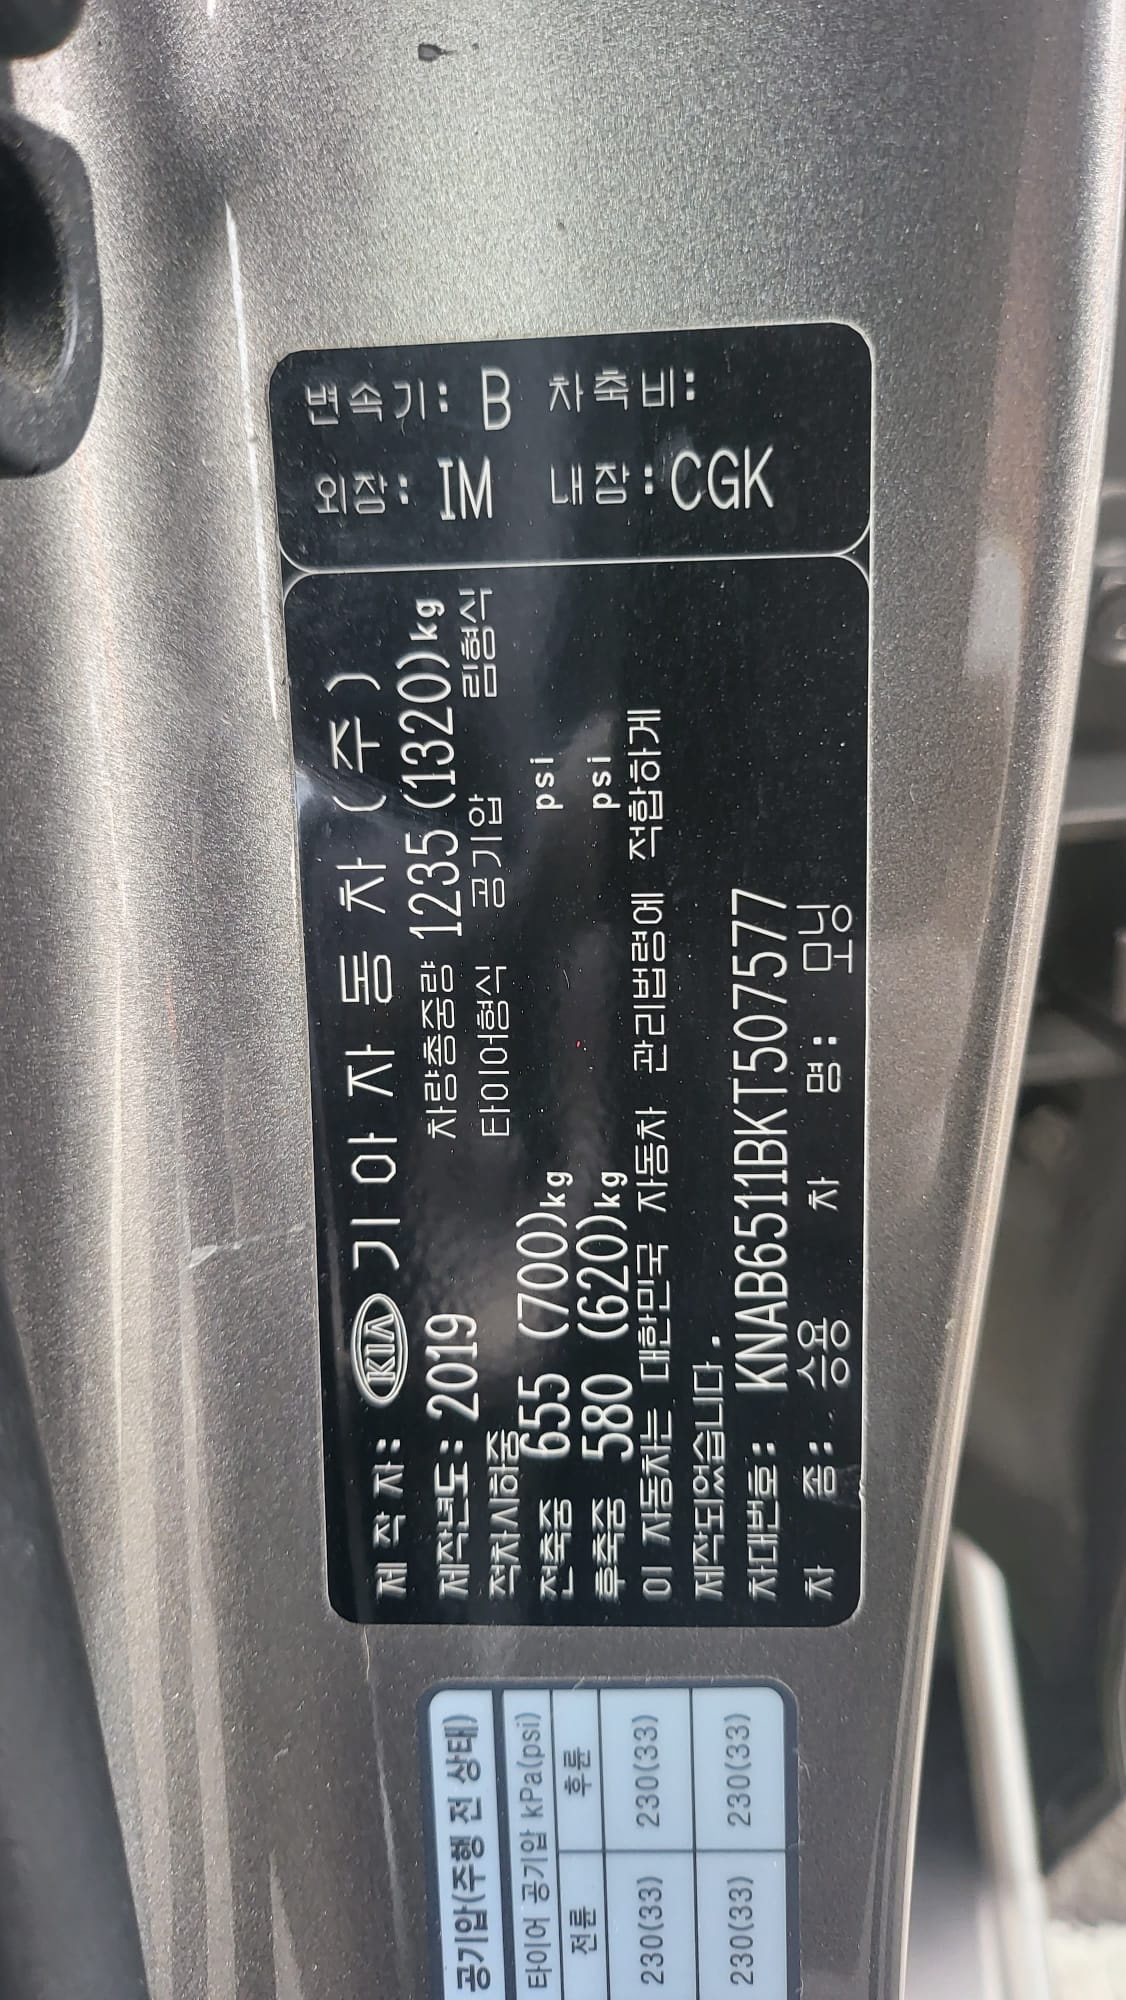 제 작 자: KIA 기아자동차(주)
제작년도: 2019 차량총중량 1235(1320)kg
적차시하중 타이어형식 공기압 림형식
전축중 655 (700)kg psi
후축중 580 (620)kg psi
이 자동차는 대한민국 자동차 관리법령에 적합하게
제작되었습니다.
차대번호: KNAB6511BKT507577
차 종: 승용 차 명: 모닝
외장: IM 변속기: B
내장: CGK 차축비:
공기압(주행 전 상태)
타이어 공기압 kPa(psi)
전륜 후륜
230(33) 230(33)
230(33) 230(33)